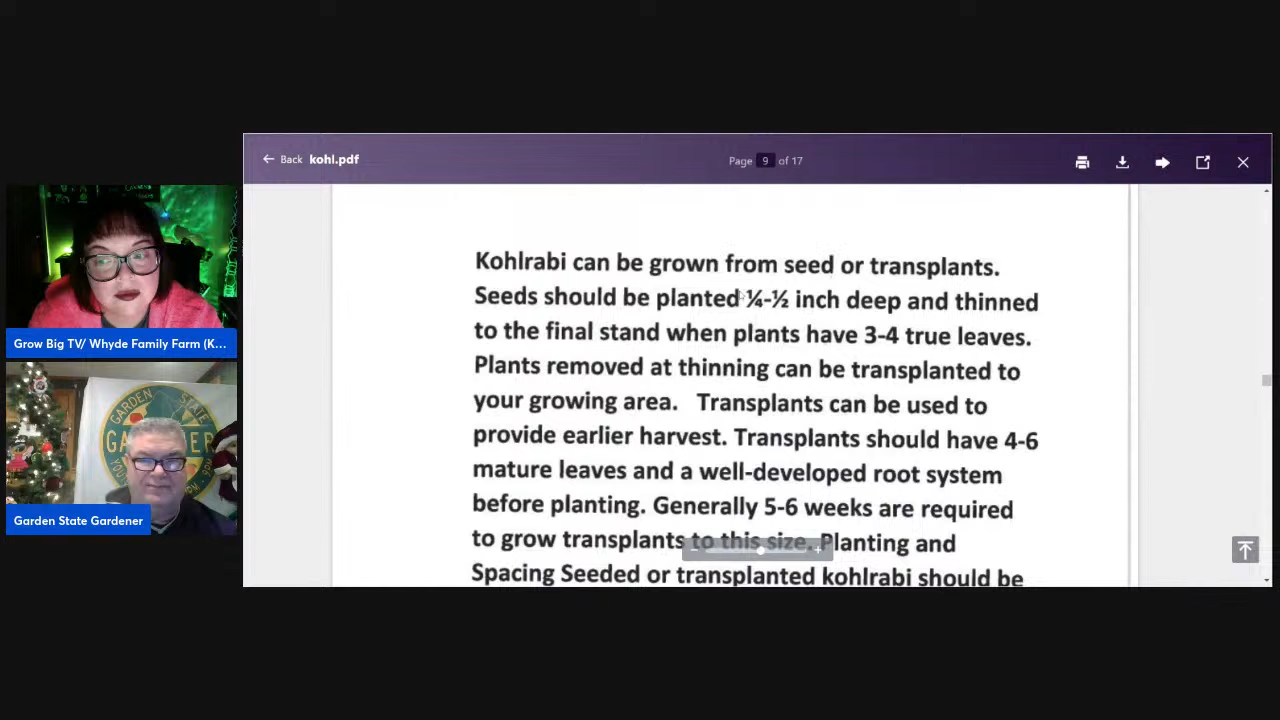 Back kohl.pdf
Page 9 of 17
Kohlrabi can be grown from seed or transplants.
Seeds should be planted ¼-½ inch deep and thinned
to the final stand when plants have 3-4 true leaves.
Plants removed at thinning can be transplanted to
your growing area. Transplants can be used to
provide earlier harvest. Transplants should have 4-6
mature leaves and a well-developed root system
before planting. Generally 5-6 weeks are required
to grow transplants to this size. Planting and
Spacing Seeded or transplanted kohlrabi should be
Grow Big TV/ Whyde Family Farm (K...
GARDEN STATE
GARDENER
Garden State Gardener